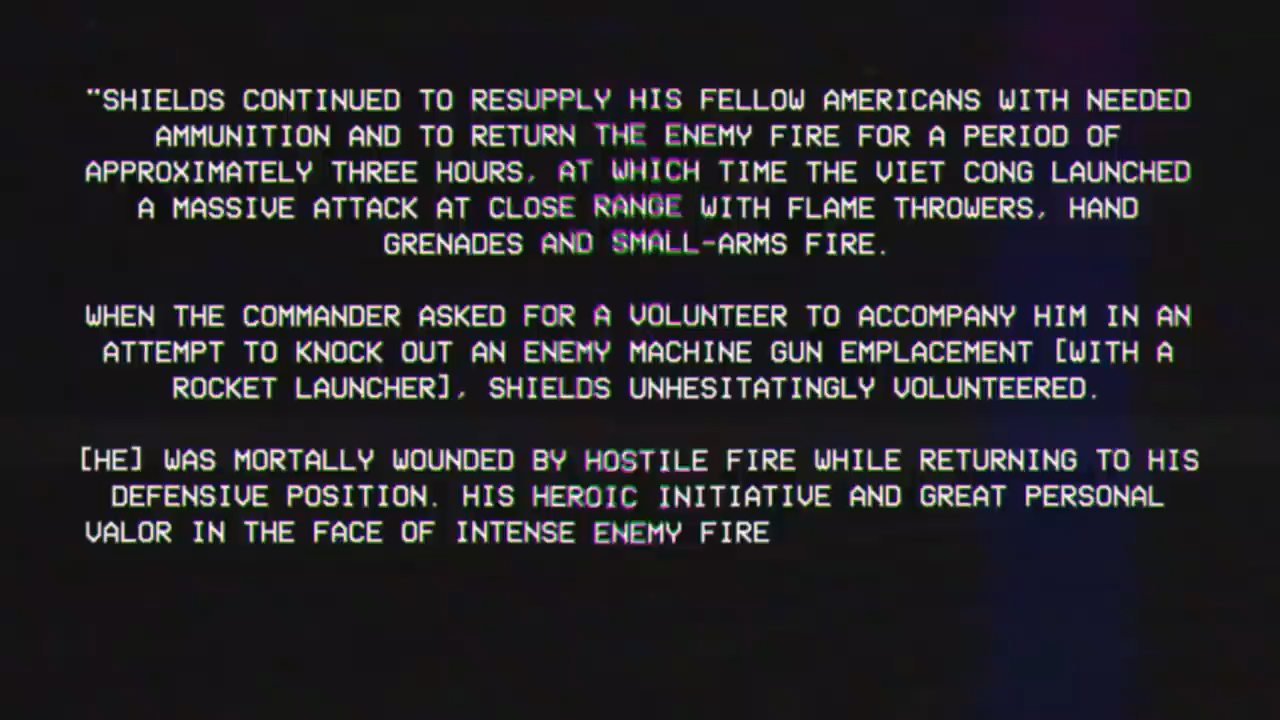 "SHIELDS CONTINUED TO RESUPPLY HIS FELLOW AMERICANS WITH NEEDED
AMMUNITION AND TO RETURN THE ENEMY FIRE FOR A PERIOD OF
APPROXIMATELY THREE HOURS, AT WHICH TIME THE VIET CONG LAUNCHED
A MASSIVE ATTACK AT CLOSE RANGE WITH FLAME THROWERS, HAND
GRENADES AND SMALL-ARMS FIRE.
WHEN THE COMMANDER ASKED FOR A VOLUNTEER TO ACCOMPANY HIM IN AN
ATTEMPT TO KNOCK OUT AN ENEMY MACHINE GUN EMPLACEMENT [WITH A
ROCKET LAUNCHER], SHIELDS UNHESITATINGLY VOLUNTEERED.
[HE] WAS MORTALLY WOUNDED BY HOSTILE FIRE WHILE RETURNING TO HIS
DEFENSIVE POSITION. HIS HEROIC INITIATIVE AND GREAT PERSONAL
VALOR IN THE FACE OF INTENSE ENEMY FIRE